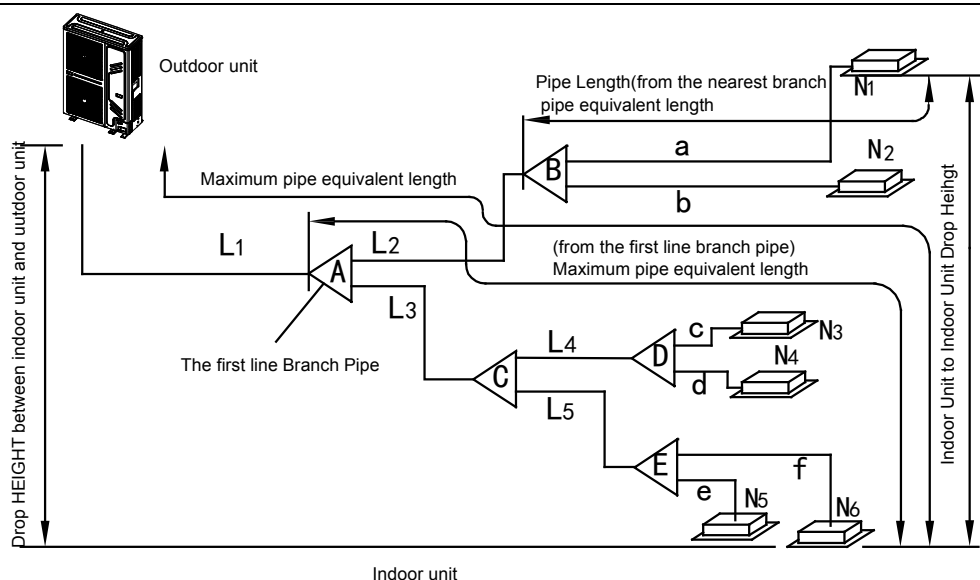 Outdoor unit
Pipe Length(from the nearest branch
pipe equivalent length
N1
a
B
N2
b
Maximum pipe equivalent length
L1
L2
A
(from the first line branch pipe)
Maximum pipe equivalent length
L3
The first line Branch Pipe
L4
D
c
N3
N4
d
C
L5
E
f
e
N5
N6
Drop HEIGHT between indoor unit and uutdoor unit
Indoor Unit to Indoor Unit Drop Heihgt
Indoor unit